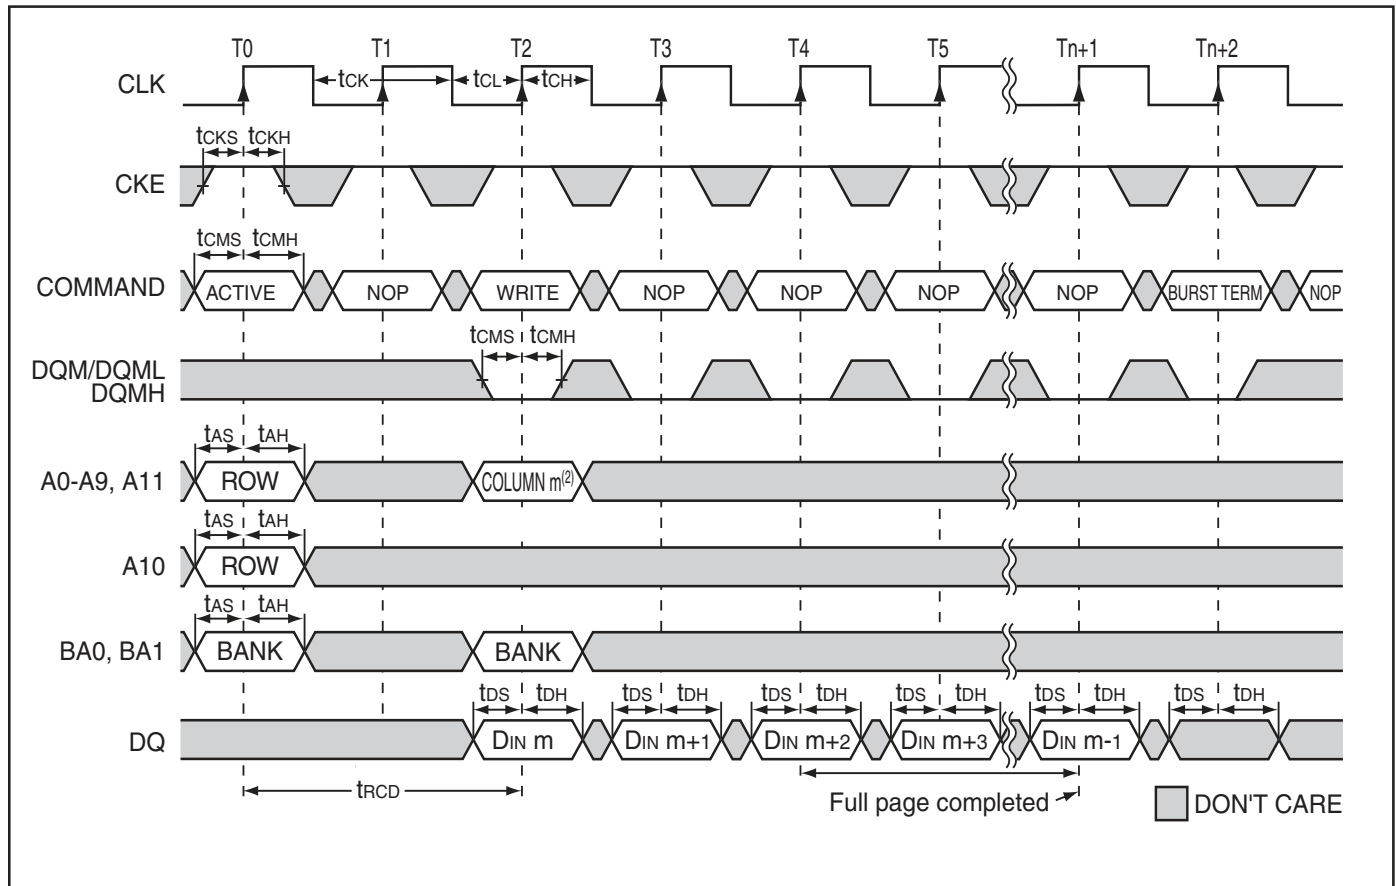 T0 T1 T2 T3 T4 T5 Tn+1 Tn+2
CLK tCK tCL tCH
tCKS tCKH
CKE
tCMS tCMH
COMMAND ACTIVE NOP WRITE NOP NOP NOP NOP BURST TERM NOP
tCMS tCMH
DQM/DQML
DQMH
tAS tAH
A0-A9, A11 ROW COLUMN m(2)
tAS tAH
A10 ROW
tAS tAH
BA0, BA1 BANK BANK
tDS tDH tDS tDH tDS tDH tDS tDH tDS tDH tDS tDH
DQ DIN m DIN m+1 DIN m+2 DIN m+3 DIN m-1
tRCD
Full page completed
DON'T CARE